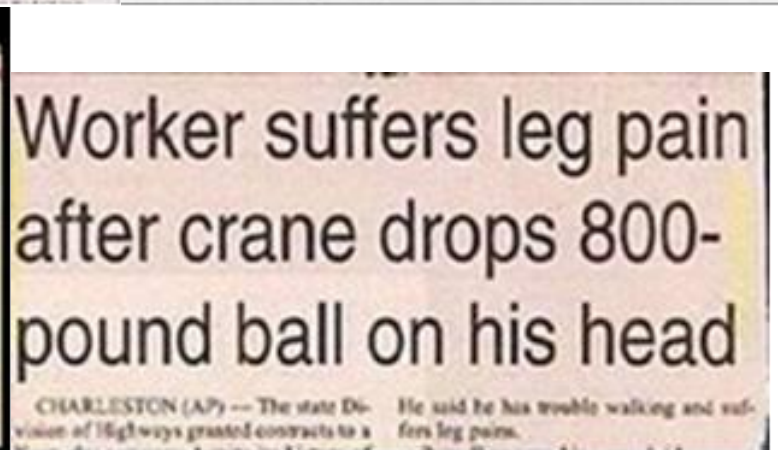 Worker suffers leg pain
after crane drops 800-
pound ball on his head
CHARLESTON (AP) — The state Di-
vision of Highways granted contracts to a
He said he has trouble walking and suf-
fers leg pains.